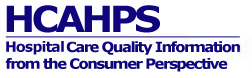 HCAHPS
Hospital Care Quality Information
from the Consumer Perspective